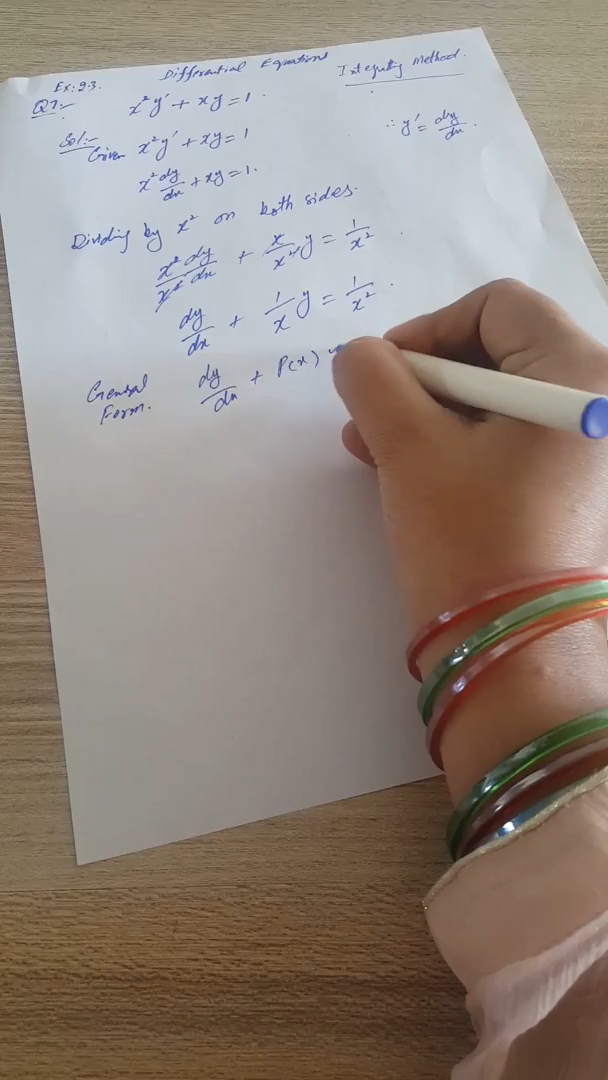 Ex: 9.3.
Differential Equations
Integrating Method.
Q7:-
x² y' + xy = 1.
Sol:-
Given x² y' + xy = 1
∴ y' = dy/dx.
x² dy/dx + xy = 1.
Dividing by x² on both sides.
x²/x² dy/dx + x/x² y = 1/x².
dy/dx + 1/x y = 1/x².
General Form. dy/dx + P(x)